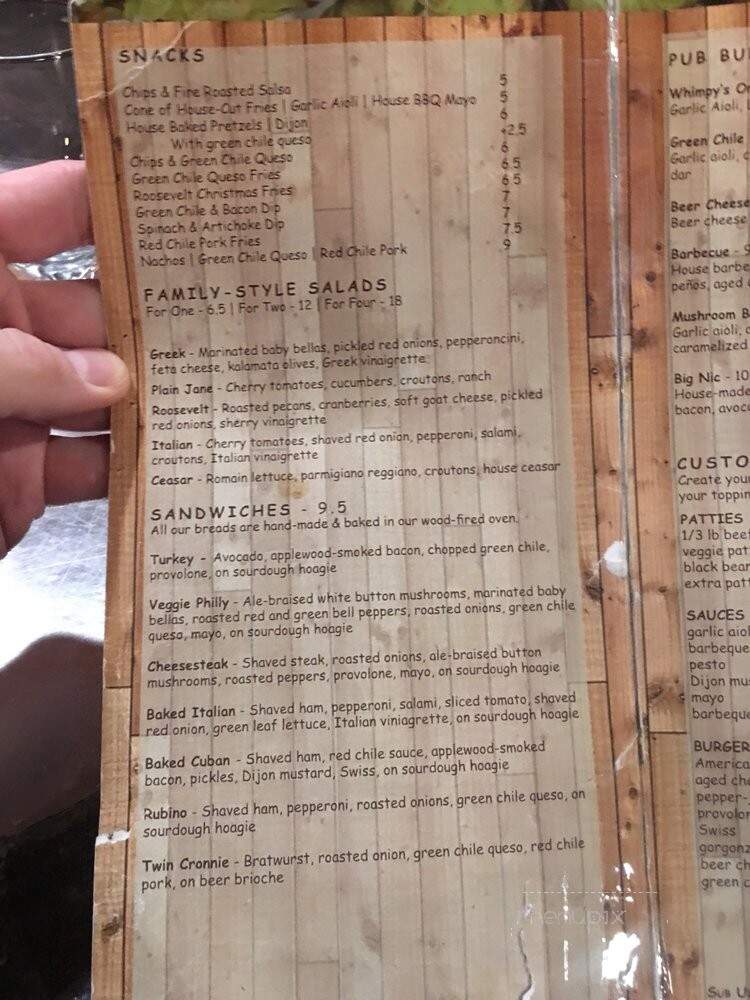 SNACKS
Chips & Fire Roasted Salsa 5
Cone of House-Cut Fries | Garlic Aioli | House BBQ Mayo 5
House Baked Pretzels | Dijon 6
With green chile queso +2.5
Chips & Green Chile Queso 6
Green Chile Queso Fries 6.5
Roosevelt Christmas Fries 6.5
Green Chile & Bacon Dip 7
Spinach & Artichoke Dip 7
Red Chile Pork Fries 7.5
Nachos | Green Chile Queso | Red Chile Pork 9
FAMILY-STYLE SALADS
For One - 6.5 | For Two - 12 | For Four - 18
Greek - Marinated baby bellas, pickled red onions, pepperoncini,
feta cheese, kalamata olives, Greek vinaigrette
Plain Jane - Cherry tomatoes, cucumbers, croutons, ranch
Roosevelt - Roasted pecans, cranberries, soft goat cheese, pickled
red onions, sherry vinaigrette
Italian - Cherry tomatoes, shaved red onion, pepperoni, salami,
croutons, Italian vinaigrette
Ceasar - Romain lettuce, parmigiano reggiano, croutons, house ceasar
SANDWICHES - 9.5
All our breads are hand-made & baked in our wood-fired oven.
Turkey - Avocado, applewood-smoked bacon, chopped green chile,
provolone, on sourdough hoagie
Veggie Philly - Ale-braised white button mushrooms, marinated baby
bellas, roasted red and green bell peppers, roasted onions, green chile
queso, mayo, on sourdough hoagie
Cheesesteak - Shaved steak, roasted onions, ale-braised button
mushrooms, roasted peppers, provolone, mayo, on sourdough hoagie
Baked Italian - Shaved ham, pepperoni, salami, sliced tomato, shaved
red onion, green leaf lettuce, Italian viniagrette, on sourdough hoagie
Baked Cuban - Shaved ham, red chile sauce, applewood-smoked
bacon, pickles, Dijon mustard, Swiss, on sourdough hoagie
Rubino - Shaved ham, pepperoni, roasted onions, green chile queso, on
sourdough hoagie
Twin Cronnie - Bratwurst, roasted onion, green chile queso, red chile
pork, on beer brioche
PUB BU
Whimpy's O
Garlic Aioli,
Green Chile
Garlic aioli, c
dar
Beer Cheese
Beer cheese
Barbecue - 9
House barbe
peños, aged
Mushroom B
Garlic aioli, c
caramelized
Big Nic - 10
House-made
bacon, avoc
CUSTO
Create your
your toppin
PATTIES
1/3 lb beef
veggie pat
black bean
extra patt
SAUCES
garlic aiol
barbeque
pesto
Dijon mus
mayo
barbeque
BURGER
America
aged che
pepper-
provolon
Swiss
gorgonz
beer ch
green c
SUB U
menupix